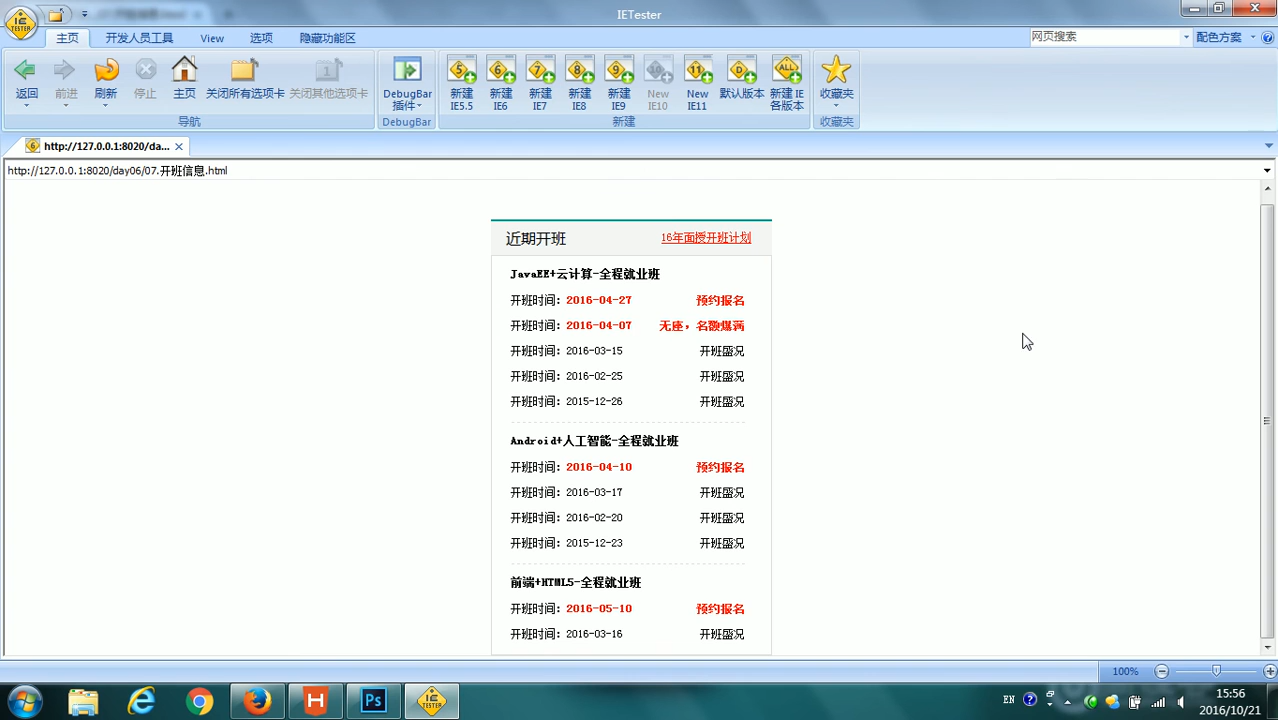 IETester
主页 开发人员工具 View 选项 隐藏功能区 网页搜索 配色方案
返回 前进 刷新 停止 主页 关闭所有选项卡 关闭其他选项卡 DebugBar 插件 新建 IE5.5 新建 IE6 新建 IE7 新建 IE8 新建 IE9 New IE10 New IE11 默认版本 新建 IE 各版本 收藏夹
导航 DebugBar 新建 收藏夹
http://127.0.0.1:8020/da...
http://127.0.0.1:8020/day06/07.开班信息.html
近期开班 16年面授开班计划
JavaEE+云计算-全程就业班
开班时间：2016-04-27 预约报名
开班时间：2016-04-07 无座，名额爆满
开班时间：2016-03-15 开班盛况
开班时间：2016-02-25 开班盛况
开班时间：2015-12-26 开班盛况
Android+人工智能-全程就业班
开班时间：2016-04-10 预约报名
开班时间：2016-03-17 开班盛况
开班时间：2016-02-20 开班盛况
开班时间：2015-12-23 开班盛况
前端+HTML5-全程就业班
开班时间：2016-05-10 预约报名
开班时间：2016-03-16 开班盛况
100%
EN 15:56
2016/10/21